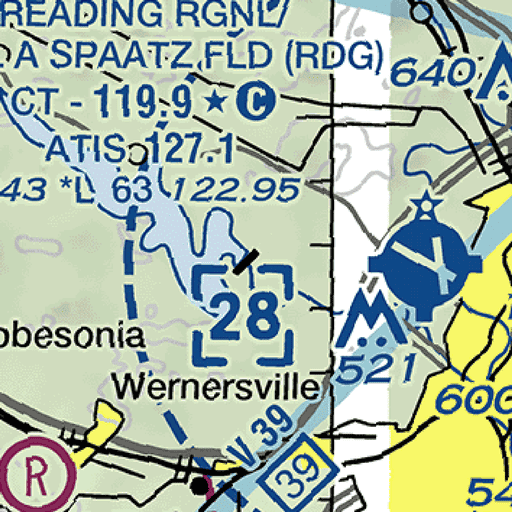 READING RGNL/
A SPAATZ FLD (RDG)
640
CT - 119.9 ★ C
ATIS 127.1
43 *L 63 122.95
28
obesonia
521
Wernersville
600
V 39
39
R
54